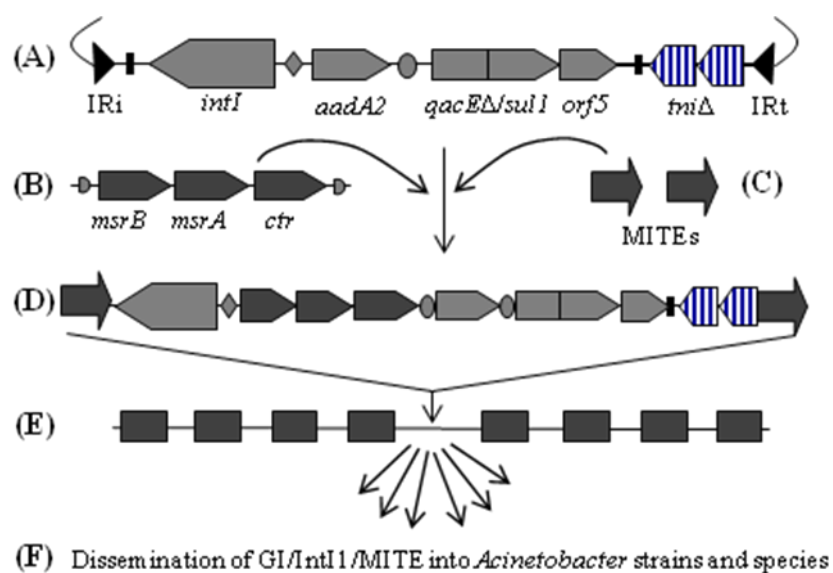 (A)
IRi intI aadA2 qacEΔ/sul1 orf5 tniΔ IRt
(B) (C)
msrB msrA ctr MITEs
(D)
(E)
(F) Dissemination of GI/IntI1/MITE into Acinetobacter strains and species